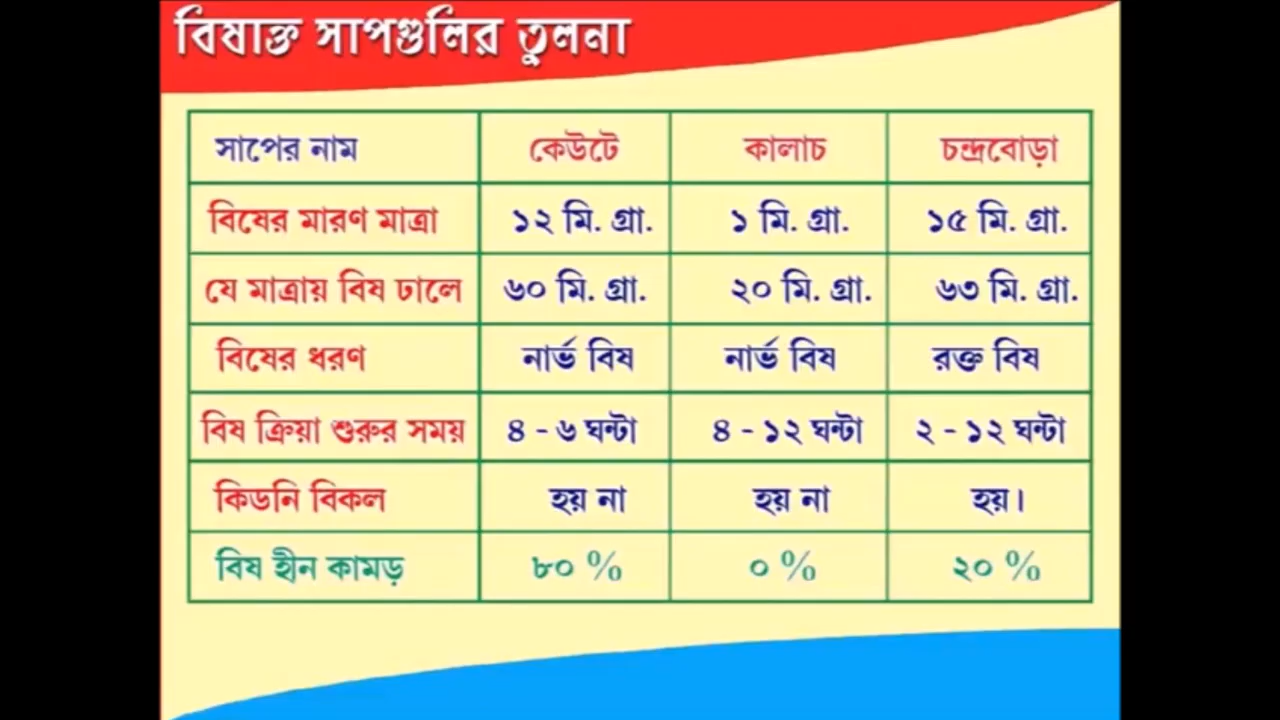 বিষাক্ত সাপগুলির তুলনা
সাপের নাম কেউটে কালাচ চন্দ্রবোড়া
বিষের মারণ মাত্রা ১২ মি. গ্রা. ১ মি. গ্রা. ১৫ মি. গ্রা.
যে মাত্রায় বিষ ঢালে ৬০ মি. গ্রা. ২০ মি. গ্রা. ৬৩ মি. গ্রা.
বিষের ধরণ নার্ভ বিষ নার্ভ বিষ রক্ত বিষ
বিষ ক্রিয়া শুরুর সময় ৪ - ৬ ঘন্টা ৪ - ১২ ঘন্টা ২ - ১২ ঘন্টা
কিডনি বিকল হয় না হয় না হয়।
বিষ হীন কামড় ৮০ % ০ % ২০ %